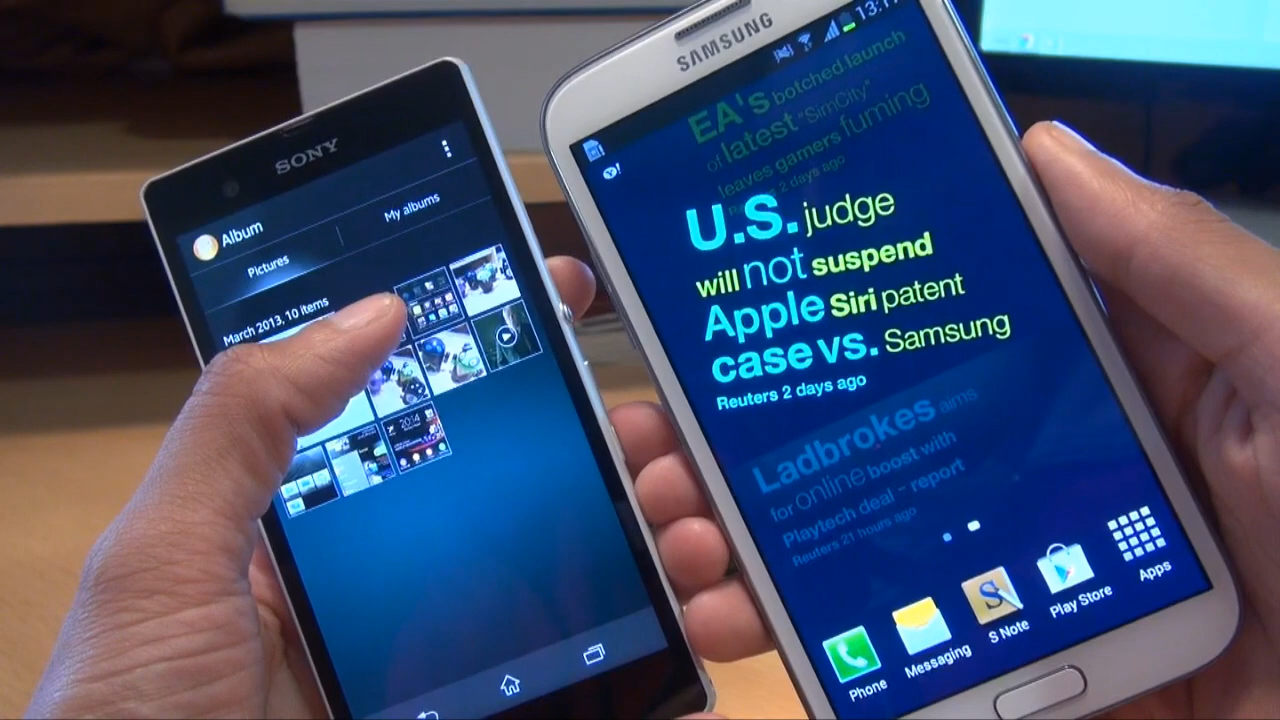 SONY
Album
Pictures
My albums
March 2013, 10 items
2014
SAMSUNG
EA's botched launch
of latest "SimCity"
leaves gamers fuming
Reuters 2 days ago
U.S. judge
will not suspend
Apple Siri patent
case vs. Samsung
Reuters 2 days ago
Ladbrokes aims
for online boost with
Playtech deal - report
Reuters 21 hours ago
Phone
Messaging
S Note
Play Store
Apps